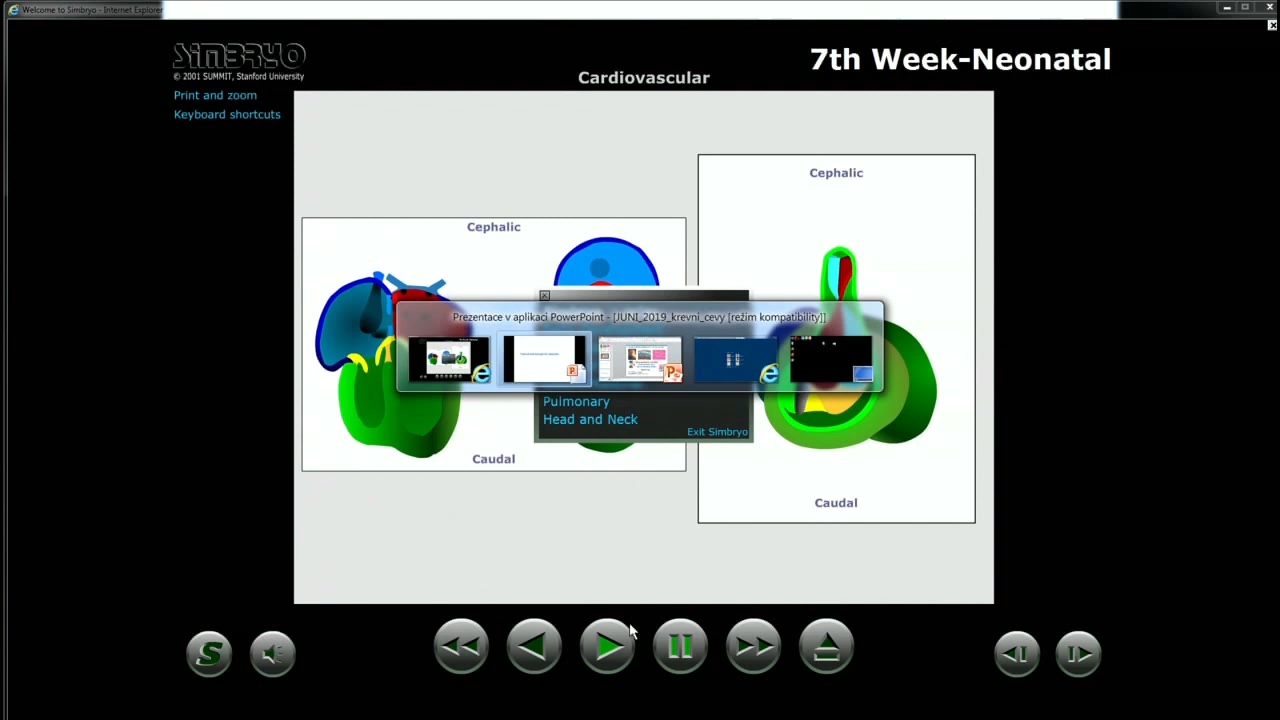 Welcome to Simbryo - Internet Explorer
SIMBRYO
© 2001 SUMMIT, Stanford University
Print and zoom
Keyboard shortcuts
Cardiovascular
7th Week-Neonatal
Cephalic
Caudal
Cephalic
Caudal
Prezentace v aplikaci PowerPoint - [JUNI_2019_krevni_cevy [režim kompatibility]]
Pulmonary
Head and Neck
Exit Simbryo
S